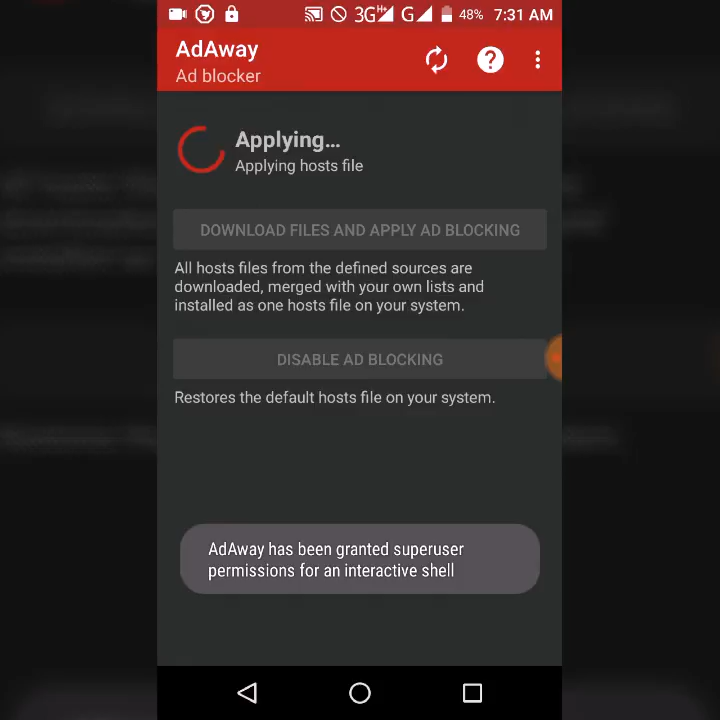 3G H+ G 48% 7:31 AM
AdAway
Ad blocker
Applying...
Applying hosts file
DOWNLOAD FILES AND APPLY AD BLOCKING
All hosts files from the defined sources are
downloaded, merged with your own lists and
installed as one hosts file on your system.
DISABLE AD BLOCKING
Restores the default hosts file on your system.
AdAway has been granted superuser
permissions for an interactive shell